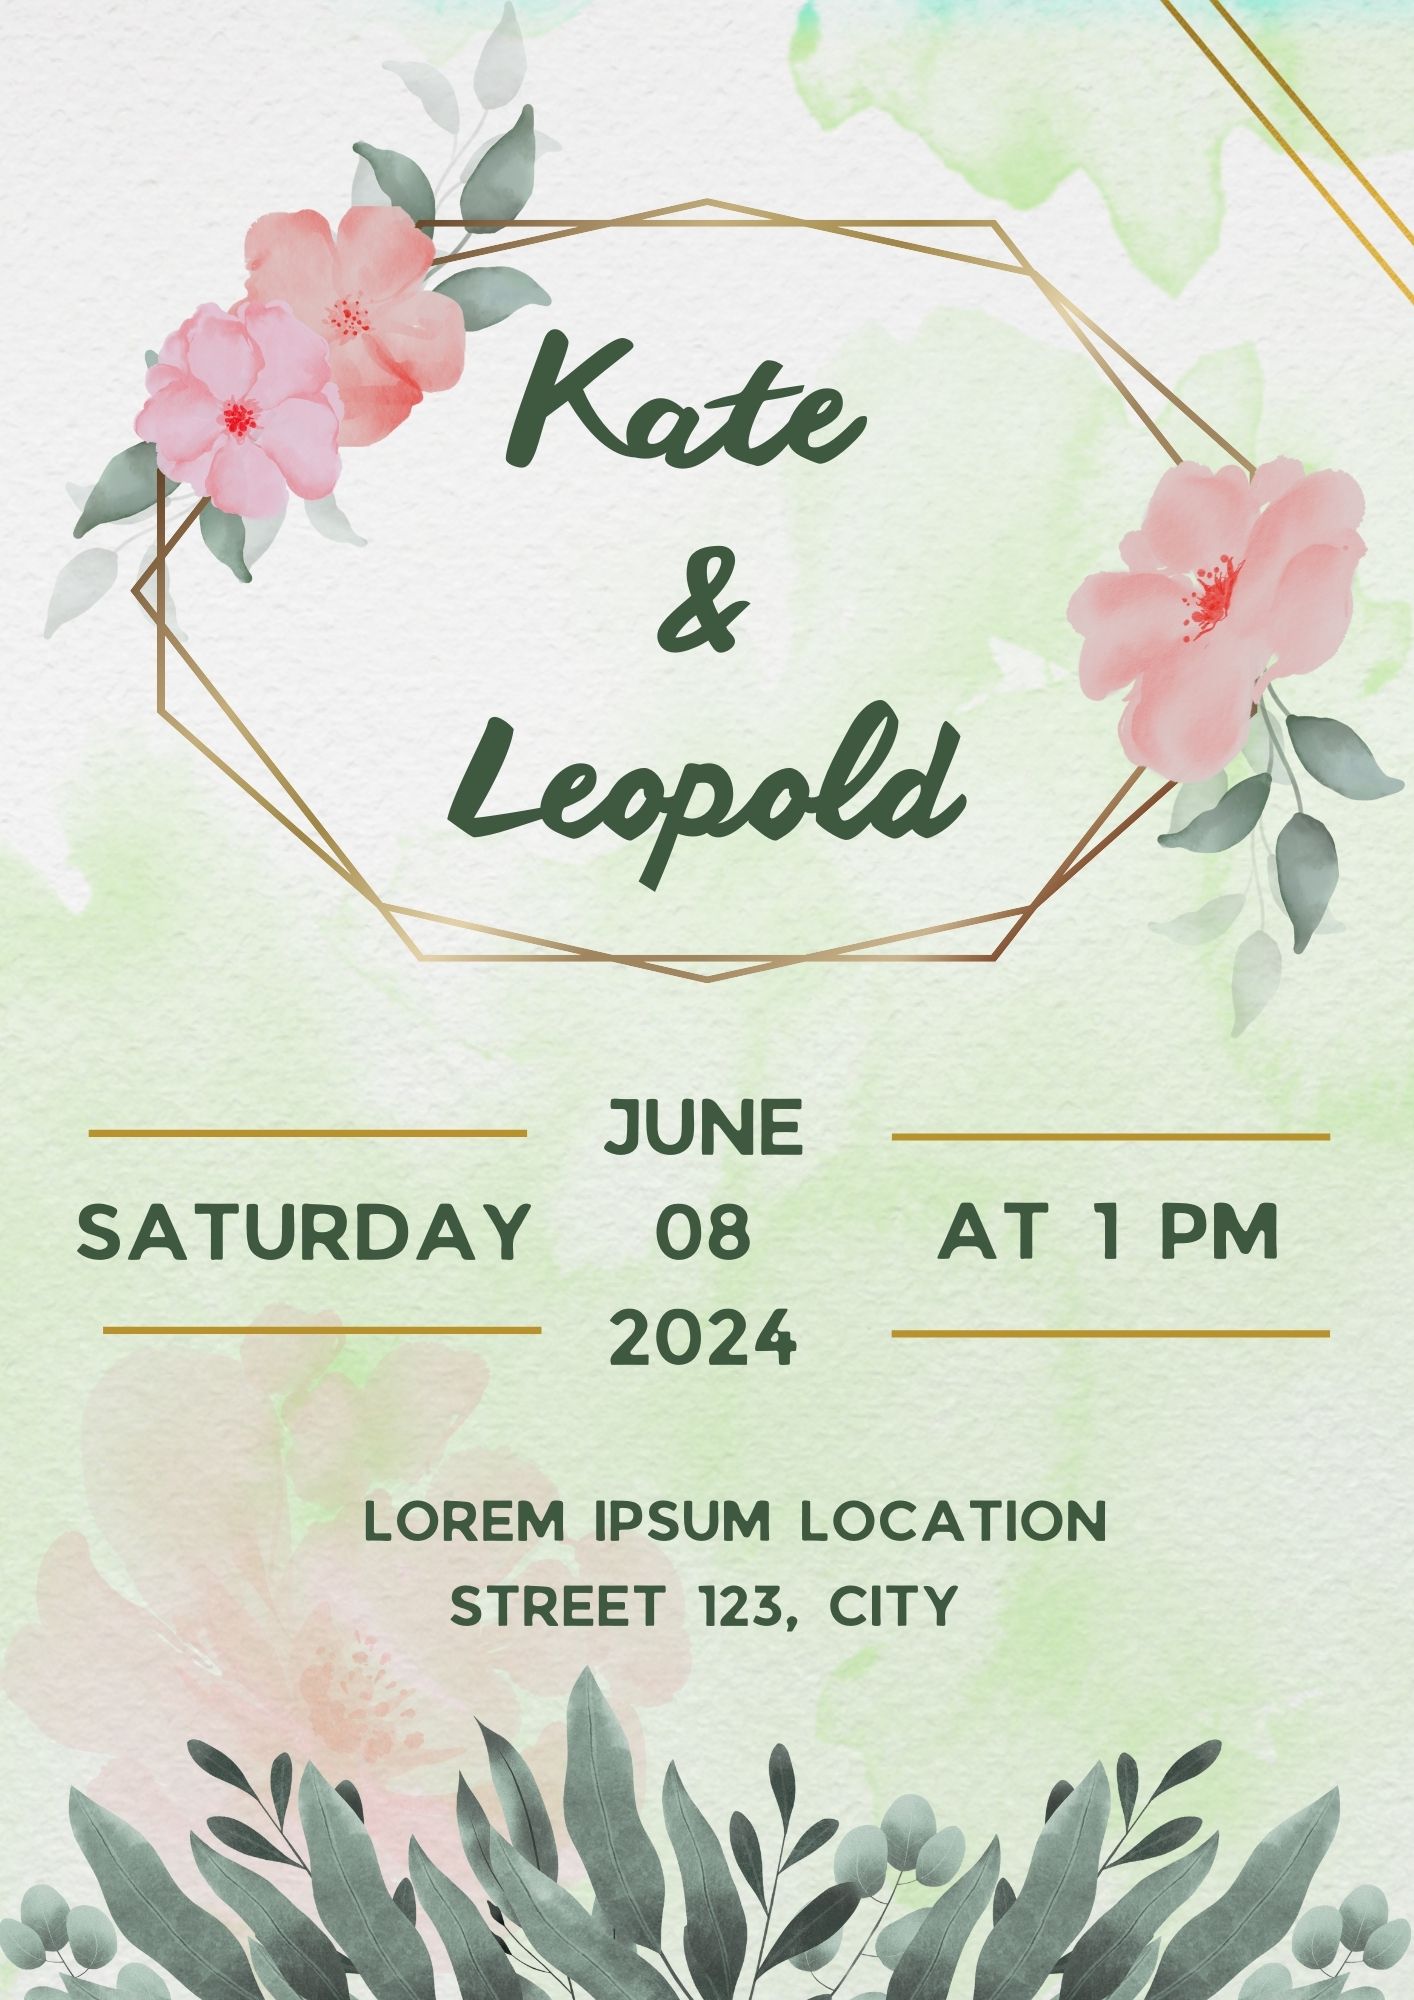 Kate
&
Leopold
JUNE
SATURDAY 08 AT 1 PM
2024
LOREM IPSUM LOCATION
STREET 123, CITY